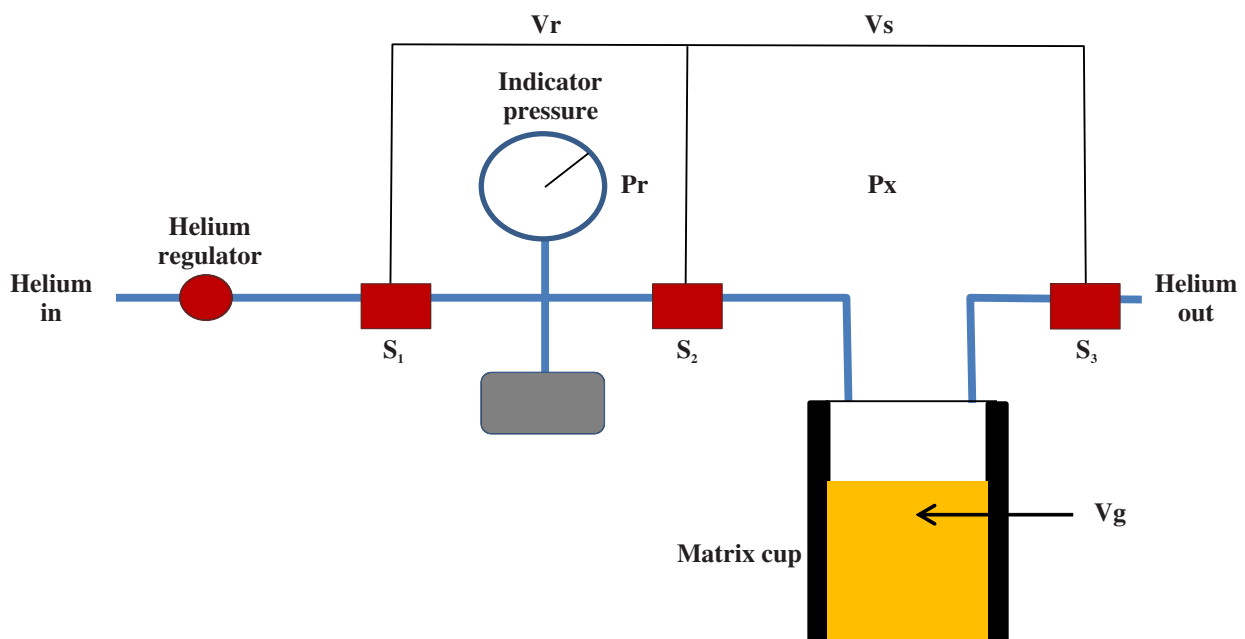 Vr
Vs
Indicator
pressure
Pr
Px
Helium
regulator
Helium
in
Helium
out
S₁
S₂
S₃
Vg
Matrix cup